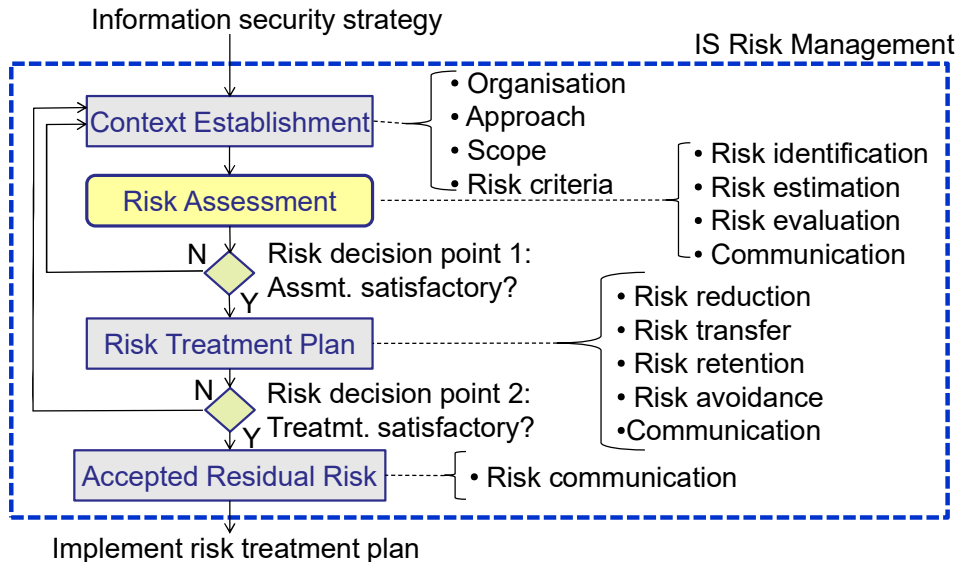 Information security strategy
IS Risk Management
Context Establishment
• Organisation
• Approach
• Scope
• Risk criteria
Risk Assessment
• Risk identification
• Risk estimation
• Risk evaluation
• Communication
N
Risk decision point 1:
Assmt. satisfactory?
Y
Risk Treatment Plan
• Risk reduction
• Risk transfer
• Risk retention
• Risk avoidance
•Communication
N
Risk decision point 2:
Treatmt. satisfactory?
Y
Accepted Residual Risk
• Risk communication
Implement risk treatment plan